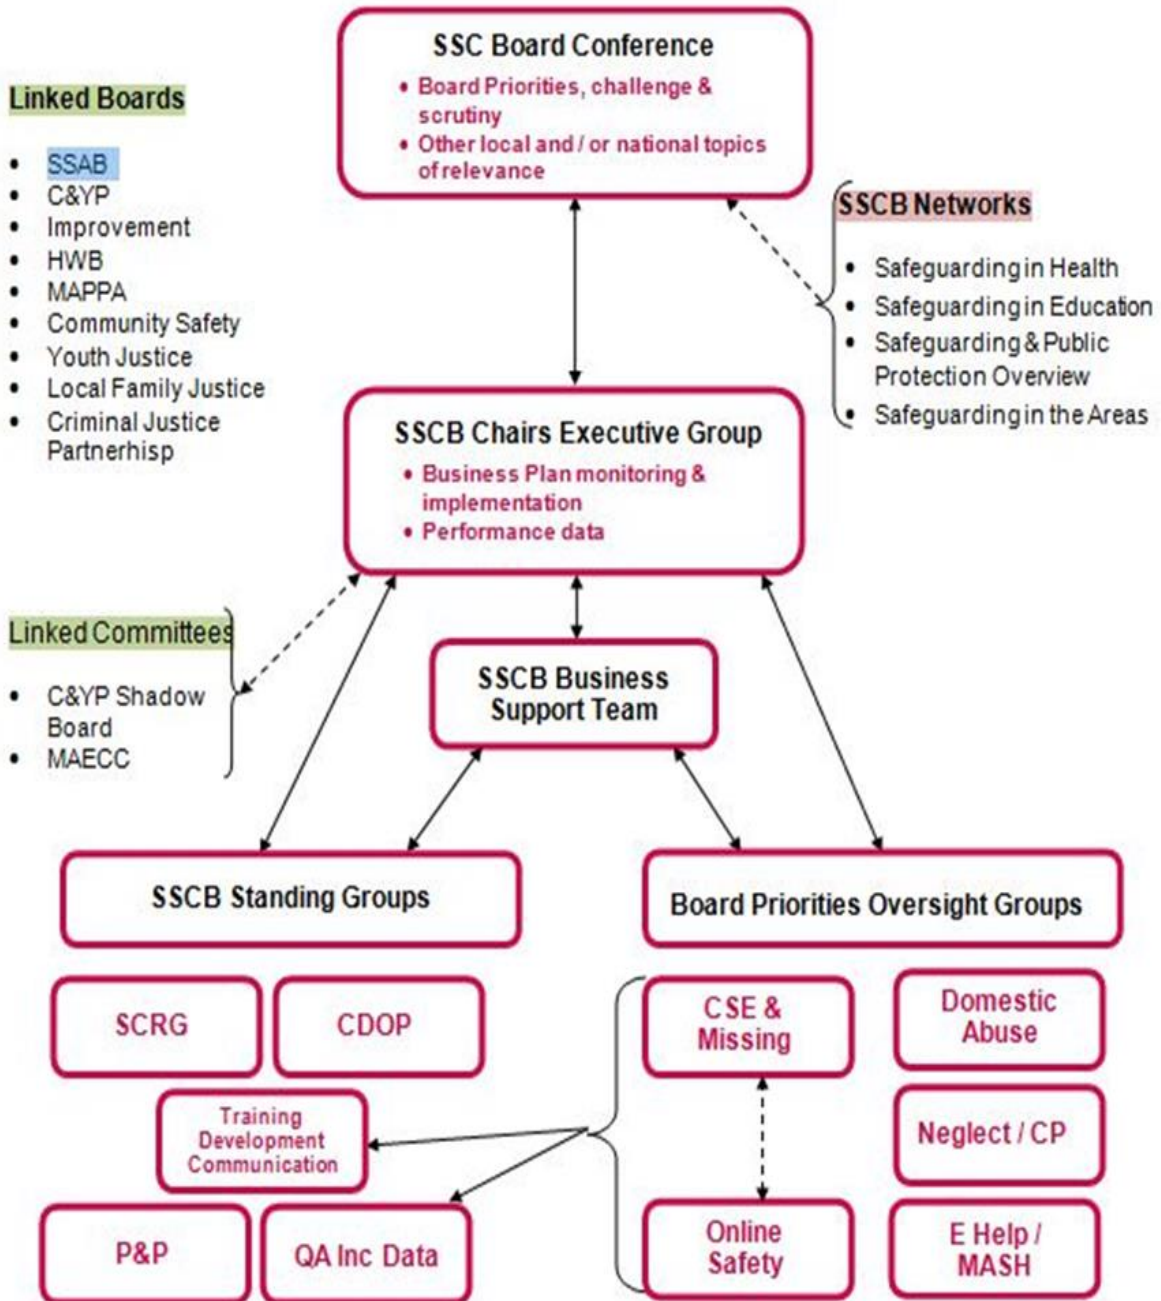 SSC Board Conference
• Board Priorities, challenge &
scrutiny
• Other local and / or national topics
of relevance
Linked Boards
• SSAB
• C&YP
• Improvement
• HWB
• MAPPA
• Community Safety
• Youth Justice
• Local Family Justice
• Criminal Justice
Partnerhisp
SSCB Networks
• Safeguarding in Health
• Safeguarding in Education
• Safeguarding & Public
Protection Overview
• Safeguarding in the Areas
SSCB Chairs Executive Group
• Business Plan monitoring &
implementation
• Performance data
Linked Committees
• C&YP Shadow
Board
• MAECC
SSCB Business
Support Team
SSCB Standing Groups
Board Priorities Oversight Groups
SCRG
CDOP
Training
Development
Communication
P&P
QA Inc Data
CSE &
Missing
Online
Safety
Domestic
Abuse
Neglect / CP
E Help /
MASH